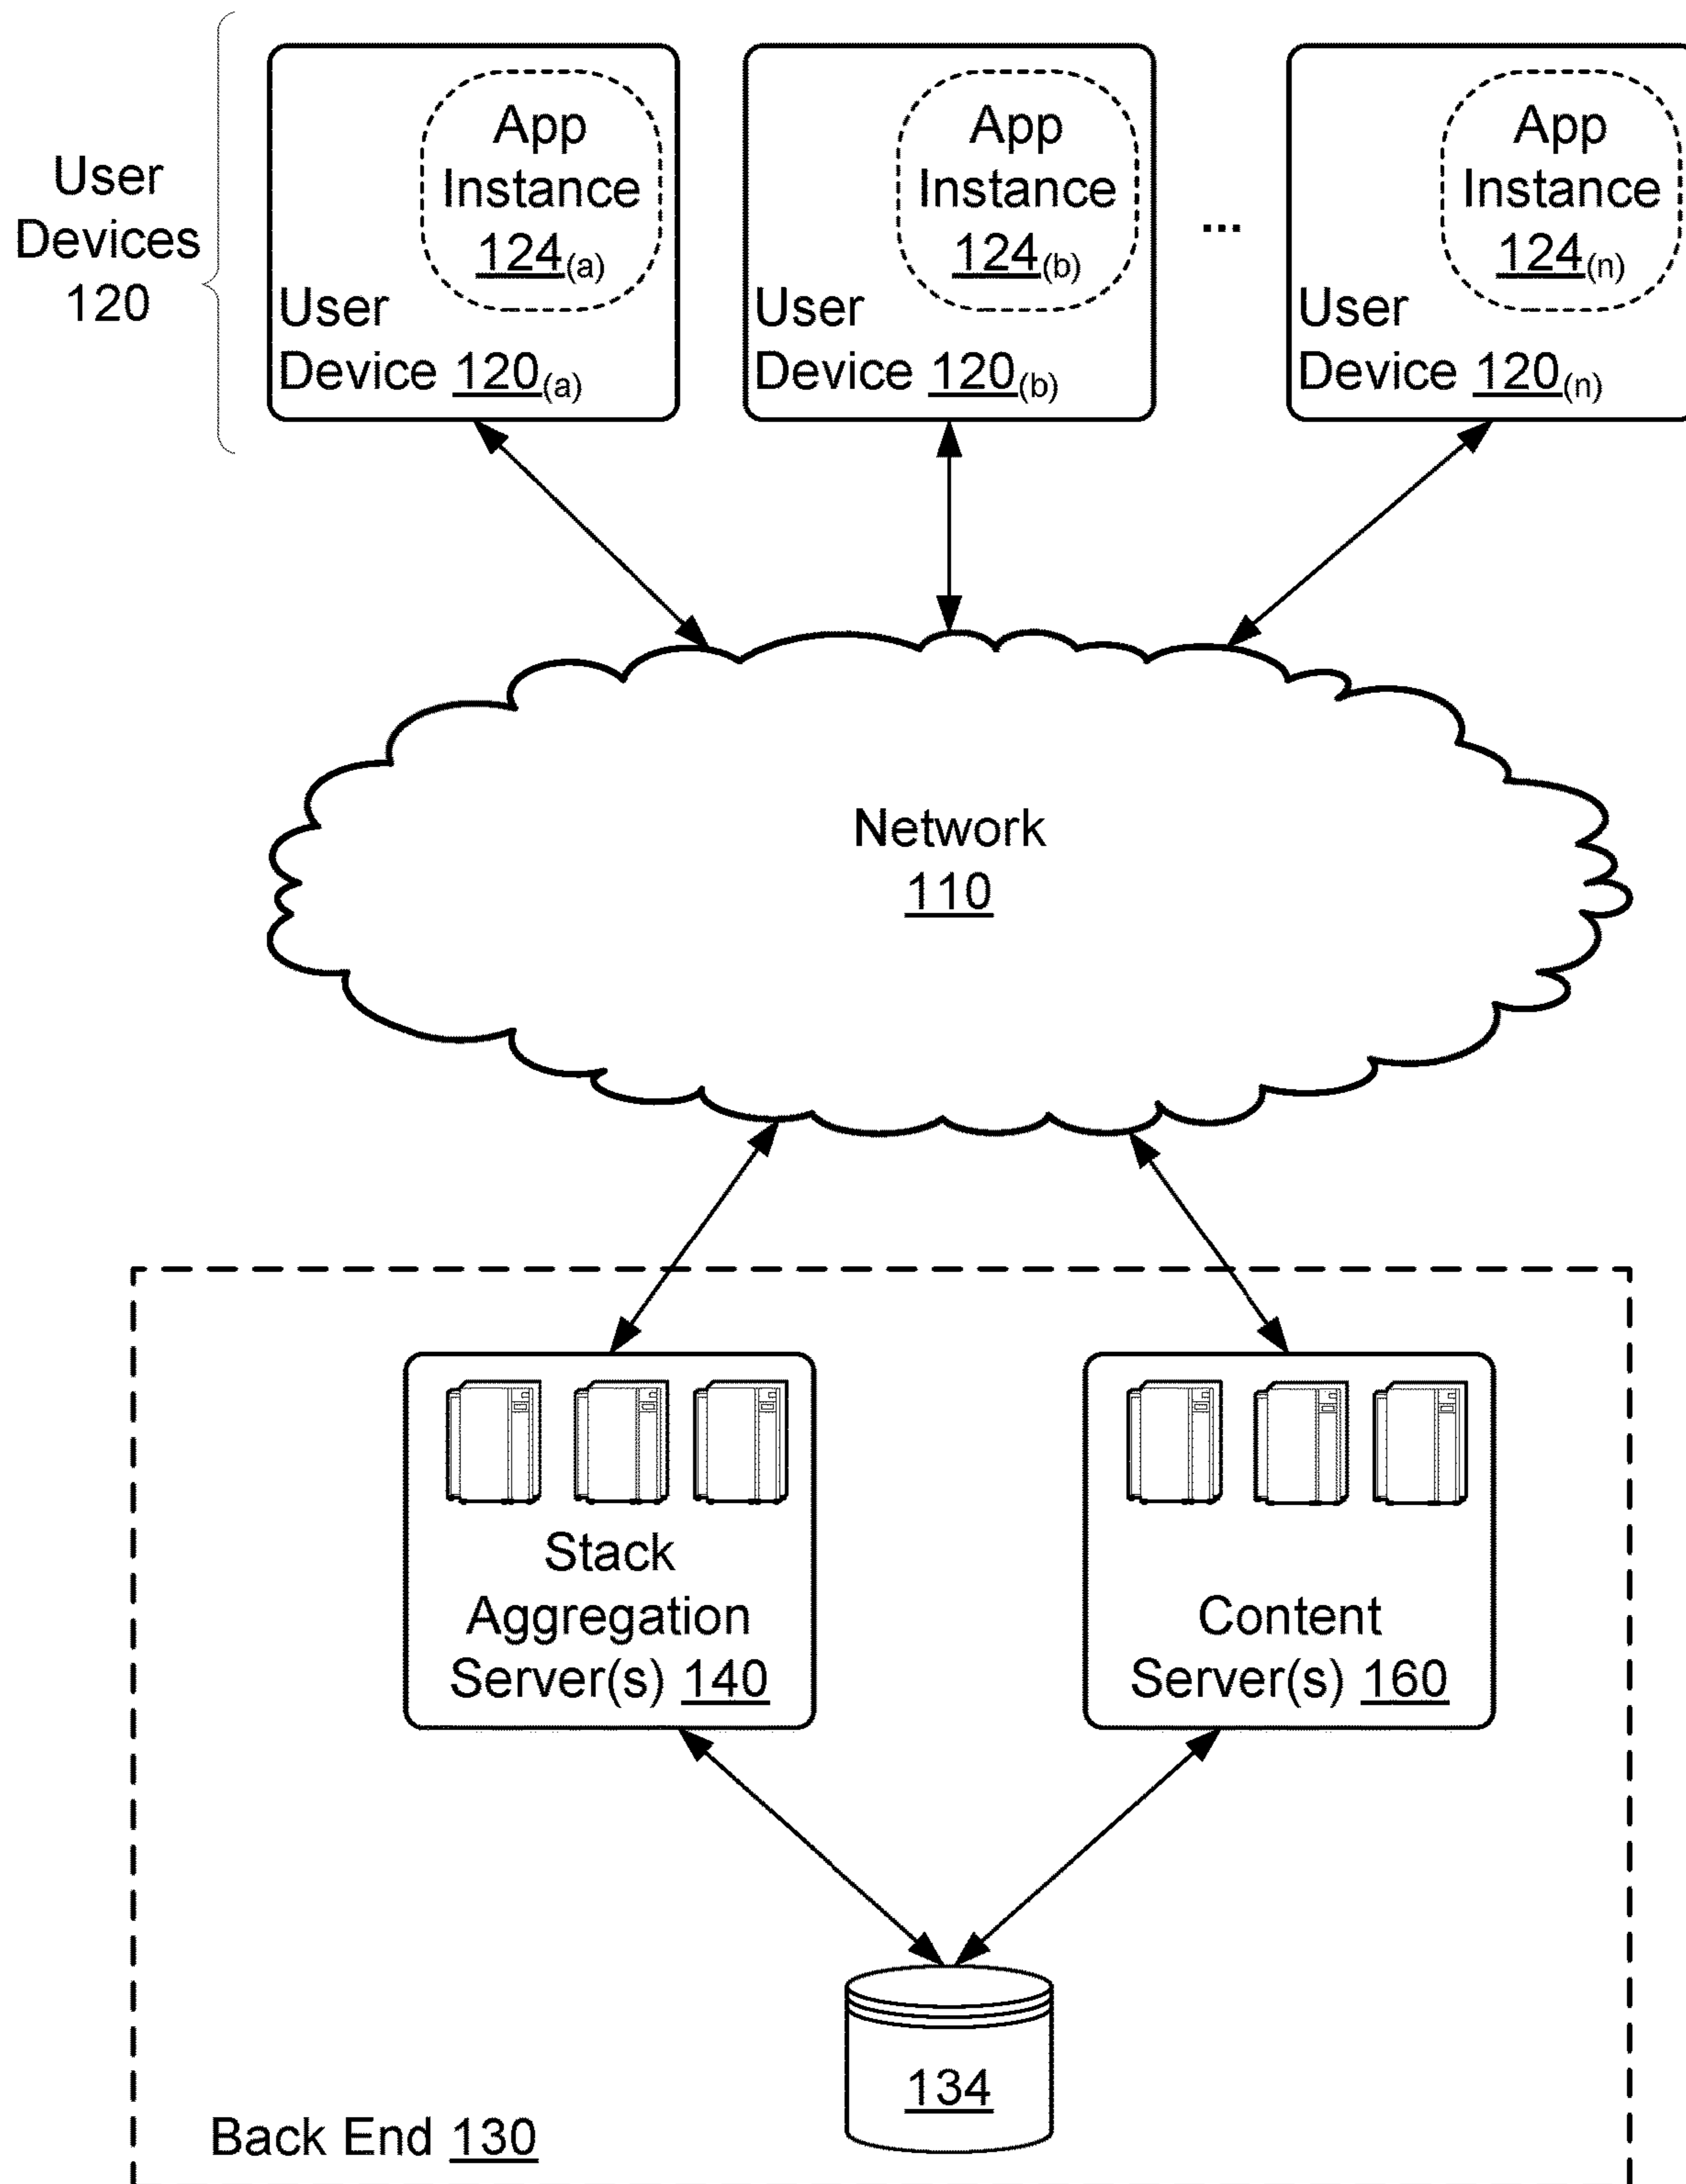 User
Devices
120
App
Instance
124(a)
User
Device 120(a)
App
Instance
124(b)
User
Device 120(b)
...
App
Instance
124(n)
User
Device 120(n)
Network
110
Stack
Aggregation
Server(s) 140
Content
Server(s) 160
134
Back End 130